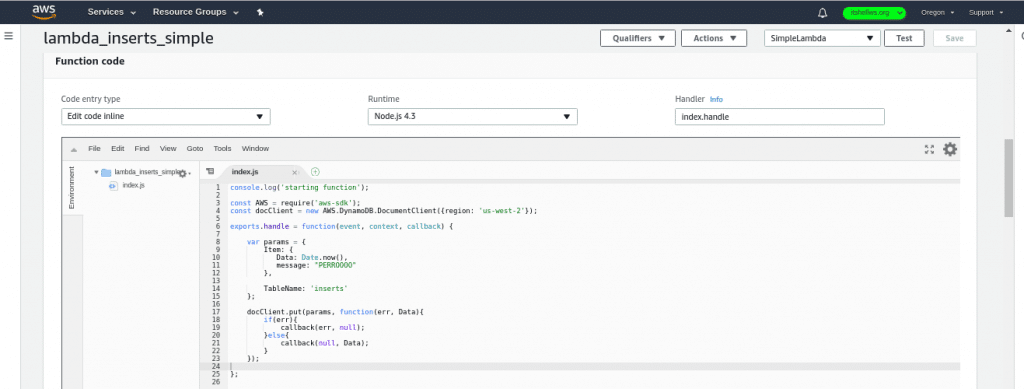 aws Services Resource Groups itshellws.org Oregon Support
lambda_inserts_simple Qualifiers Actions SimpleLambda Test Save
Function code
Code entry type Runtime Handler Info
Edit code inline Node.js 4.3 index.handle
File Edit Find View Goto Tools Window
Environment
lambda_inserts_simple
index.js
index.js
1 console.log('starting function');
2
3 const AWS = require('aws-sdk');
4 const docClient = new AWS.DynamoDB.DocumentClient({region: 'us-west-2'});
5
6 exports.handle = function(event, context, callback) {
7
8 var params = {
9 Item: {
10 Data: Date.now(),
11 message: "PERROOOO"
12 },
13
14 TableName: 'inserts'
15 };
16
17 docClient.put(params, function(err, Data){
18 if(err){
19 callback(err, null);
20 }else{
21 callback(null, Data);
22 }
23 });
24
25 };
26